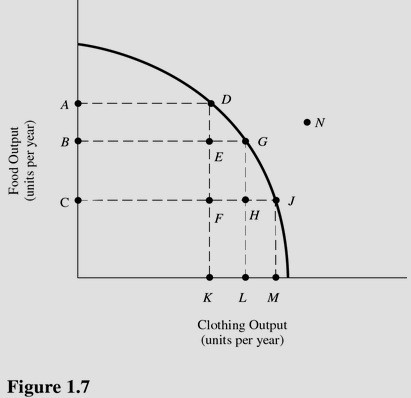 A
D
N
B
G
E
C
J
F
H
Food Output
(units per year)
K L M
Clothing Output
(units per year)
Figure 1.7